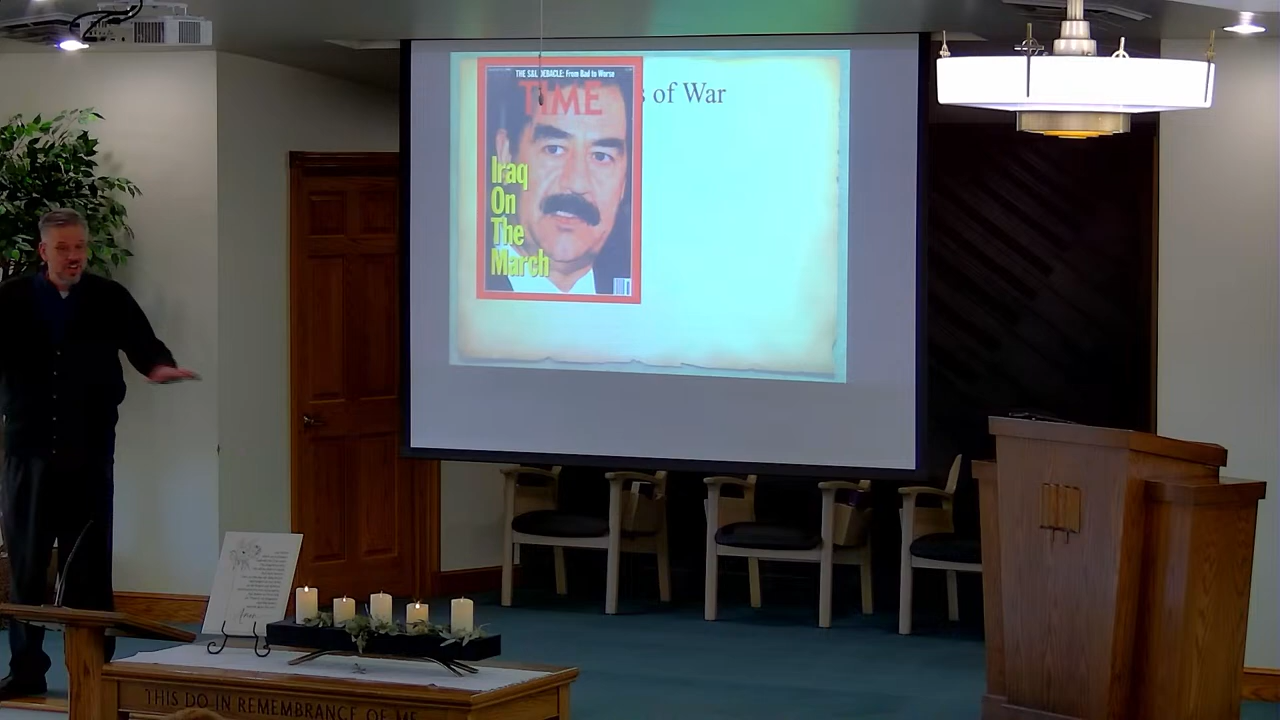 THE S&L DEBACLE: From Bad to Worse
TIME
s of War
Iraq
On
The
March
THIS DO IN REMEMBRANCE OF ME